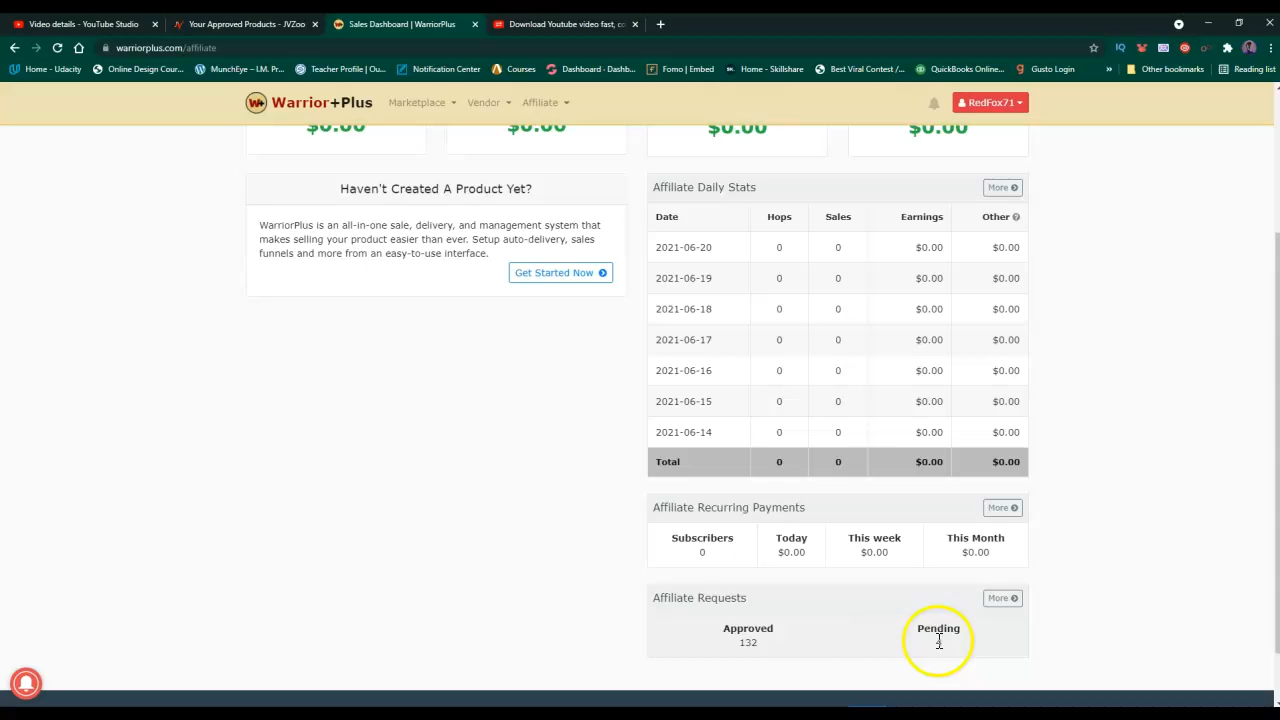 Video details - YouTube Studio
Your Approved Products - JVZoo
Sales Dashboard | WarriorPlus
Download Youtube video fast, co
warriorplus.com/affiliate
Home - Udacity
Online Design Cour...
MunchEye – I.M. Pr...
Teacher Profile | Ou...
Notification Center
Courses
Dashboard - Dashb...
Fomo | Embed
Home - Skillshare
Best Viral Contest /...
QuickBooks Online...
Gusto Login
»
Other bookmarks
Reading list
W+ Warrior+Plus
Marketplace
Vendor
Affiliate
RedFox71
$0.00 $0.00 $0.00 $0.00
Haven't Created A Product Yet?
WarriorPlus is an all-in-one sale, delivery, and management system that
makes selling your product easier than ever. Setup auto-delivery, sales
funnels and more from an easy-to-use interface.
Get Started Now
Affiliate Daily Stats More
Date Hops Sales Earnings Other
2021-06-20 0 0 $0.00 $0.00
2021-06-19 0 0 $0.00 $0.00
2021-06-18 0 0 $0.00 $0.00
2021-06-17 0 0 $0.00 $0.00
2021-06-16 0 0 $0.00 $0.00
2021-06-15 0 0 $0.00 $0.00
2021-06-14 0 0 $0.00 $0.00
Total 0 0 $0.00 $0.00
Affiliate Recurring Payments More
Subscribers Today This week This Month
0 $0.00 $0.00 $0.00
Affiliate Requests More
Approved Pending
132